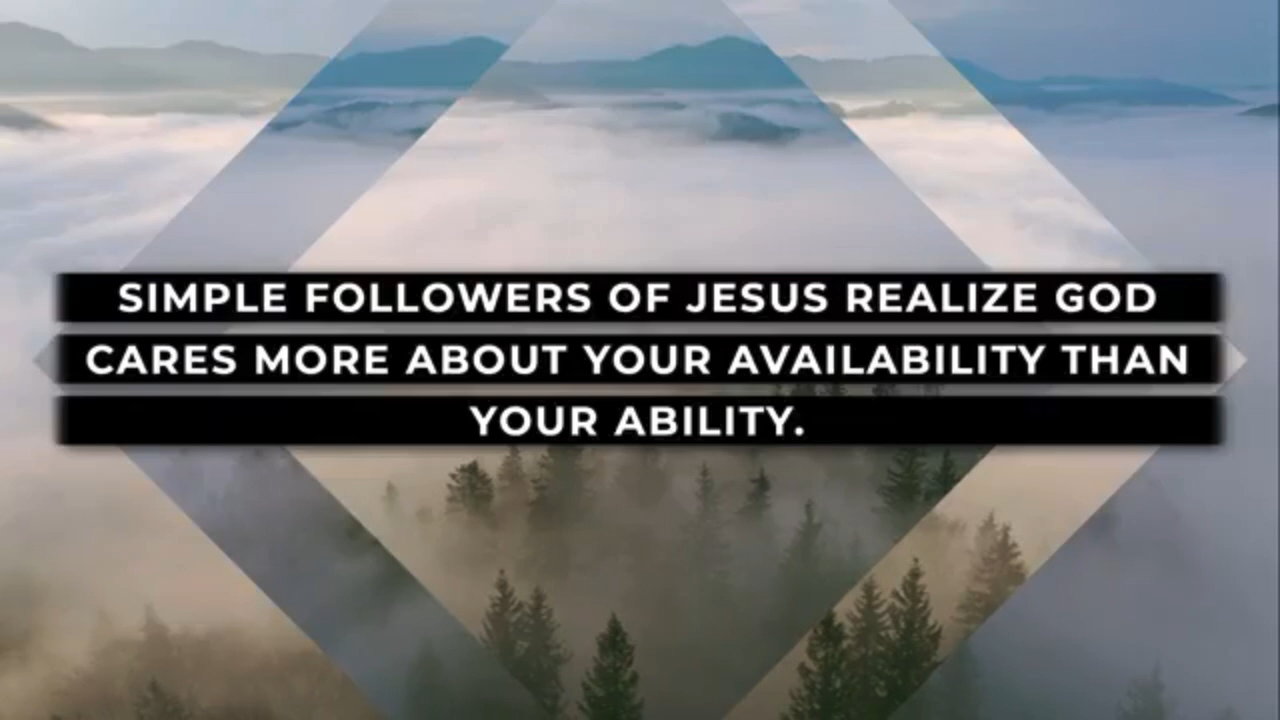 SIMPLE FOLLOWERS OF JESUS REALIZE GOD
CARES MORE ABOUT YOUR AVAILABILITY THAN
YOUR ABILITY.